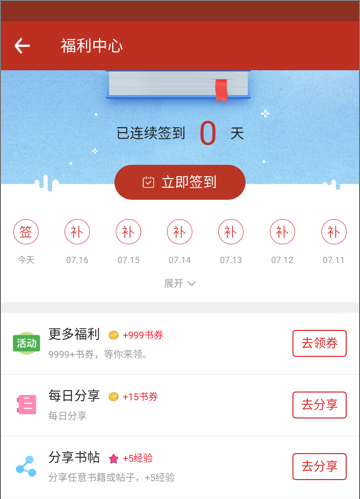 福利中心
已连续签到 0 天
立即签到
签 补 补 补 补 补 补
今天 07.16 07.15 07.14 07.13 07.12 07.11
展开
活动
更多福利 +999书券
9999+书券，等你来领。
去领券
每日分享 +15书券
每日分享
去分享
分享书帖 +5经验
分享任意书籍或帖子，+5经验
去分享